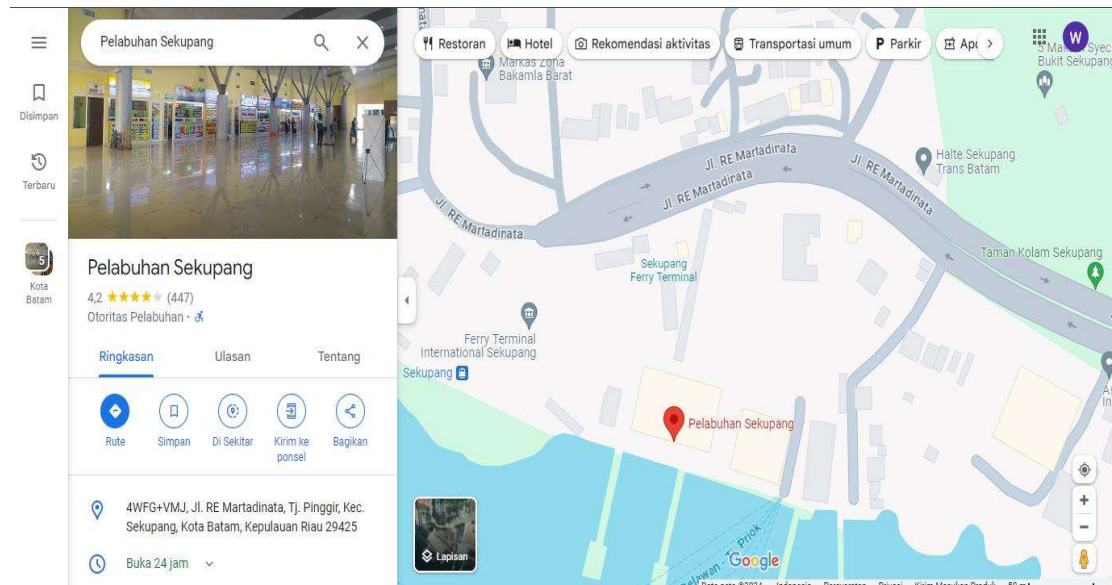 Pelabuhan Sekupang
Disimpan
Terbaru
5
Kota
Batam
Pelabuhan Sekupang
4,2 (447)
Otoritas Pelabuhan ·
Ringkasan Ulasan Tentang
Rute Simpan Di Sekitar Kirim ke
ponsel Bagikan
4WFG+VMJ, Jl. RE Martadinata, Tj. Pinggir, Kec.
Sekupang, Kota Batam, Kepulauan Riau 29425
Buka 24 jam
Restoran Hotel Rekomendasi aktivitas Transportasi umum P Parkir
W
Markas Zona
Bakamla Barat
Bukit Sekupang
Jl. RE Martadinata
Jl. RE Martadinata
Jl. RE Martadinata
Jl. RE Martadinata
Halte Sekupang
Trans Batam
Taman Kolam Sekupang
Sekupang
Ferry Terminal
Ferry Terminal
International Sekupang
Sekupang
Pelabuhan Sekupang
Priok
Lapisan
Google